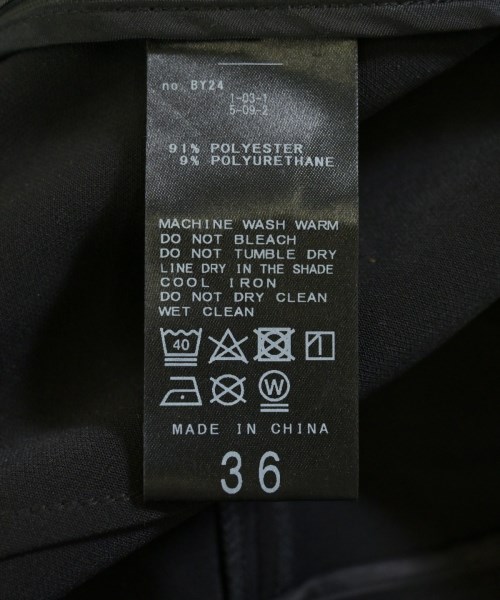 no. BY24
1-03-1
5-09-2
91% POLYESTER
9% POLYURETHANE
MACHINE WASH WARM
DO NOT BLEACH
DO NOT TUMBLE DRY
LINE DRY IN THE SHADE
COOL IRON
DO NOT DRY CLEAN
WET CLEAN
40
W
MADE IN CHINA
36